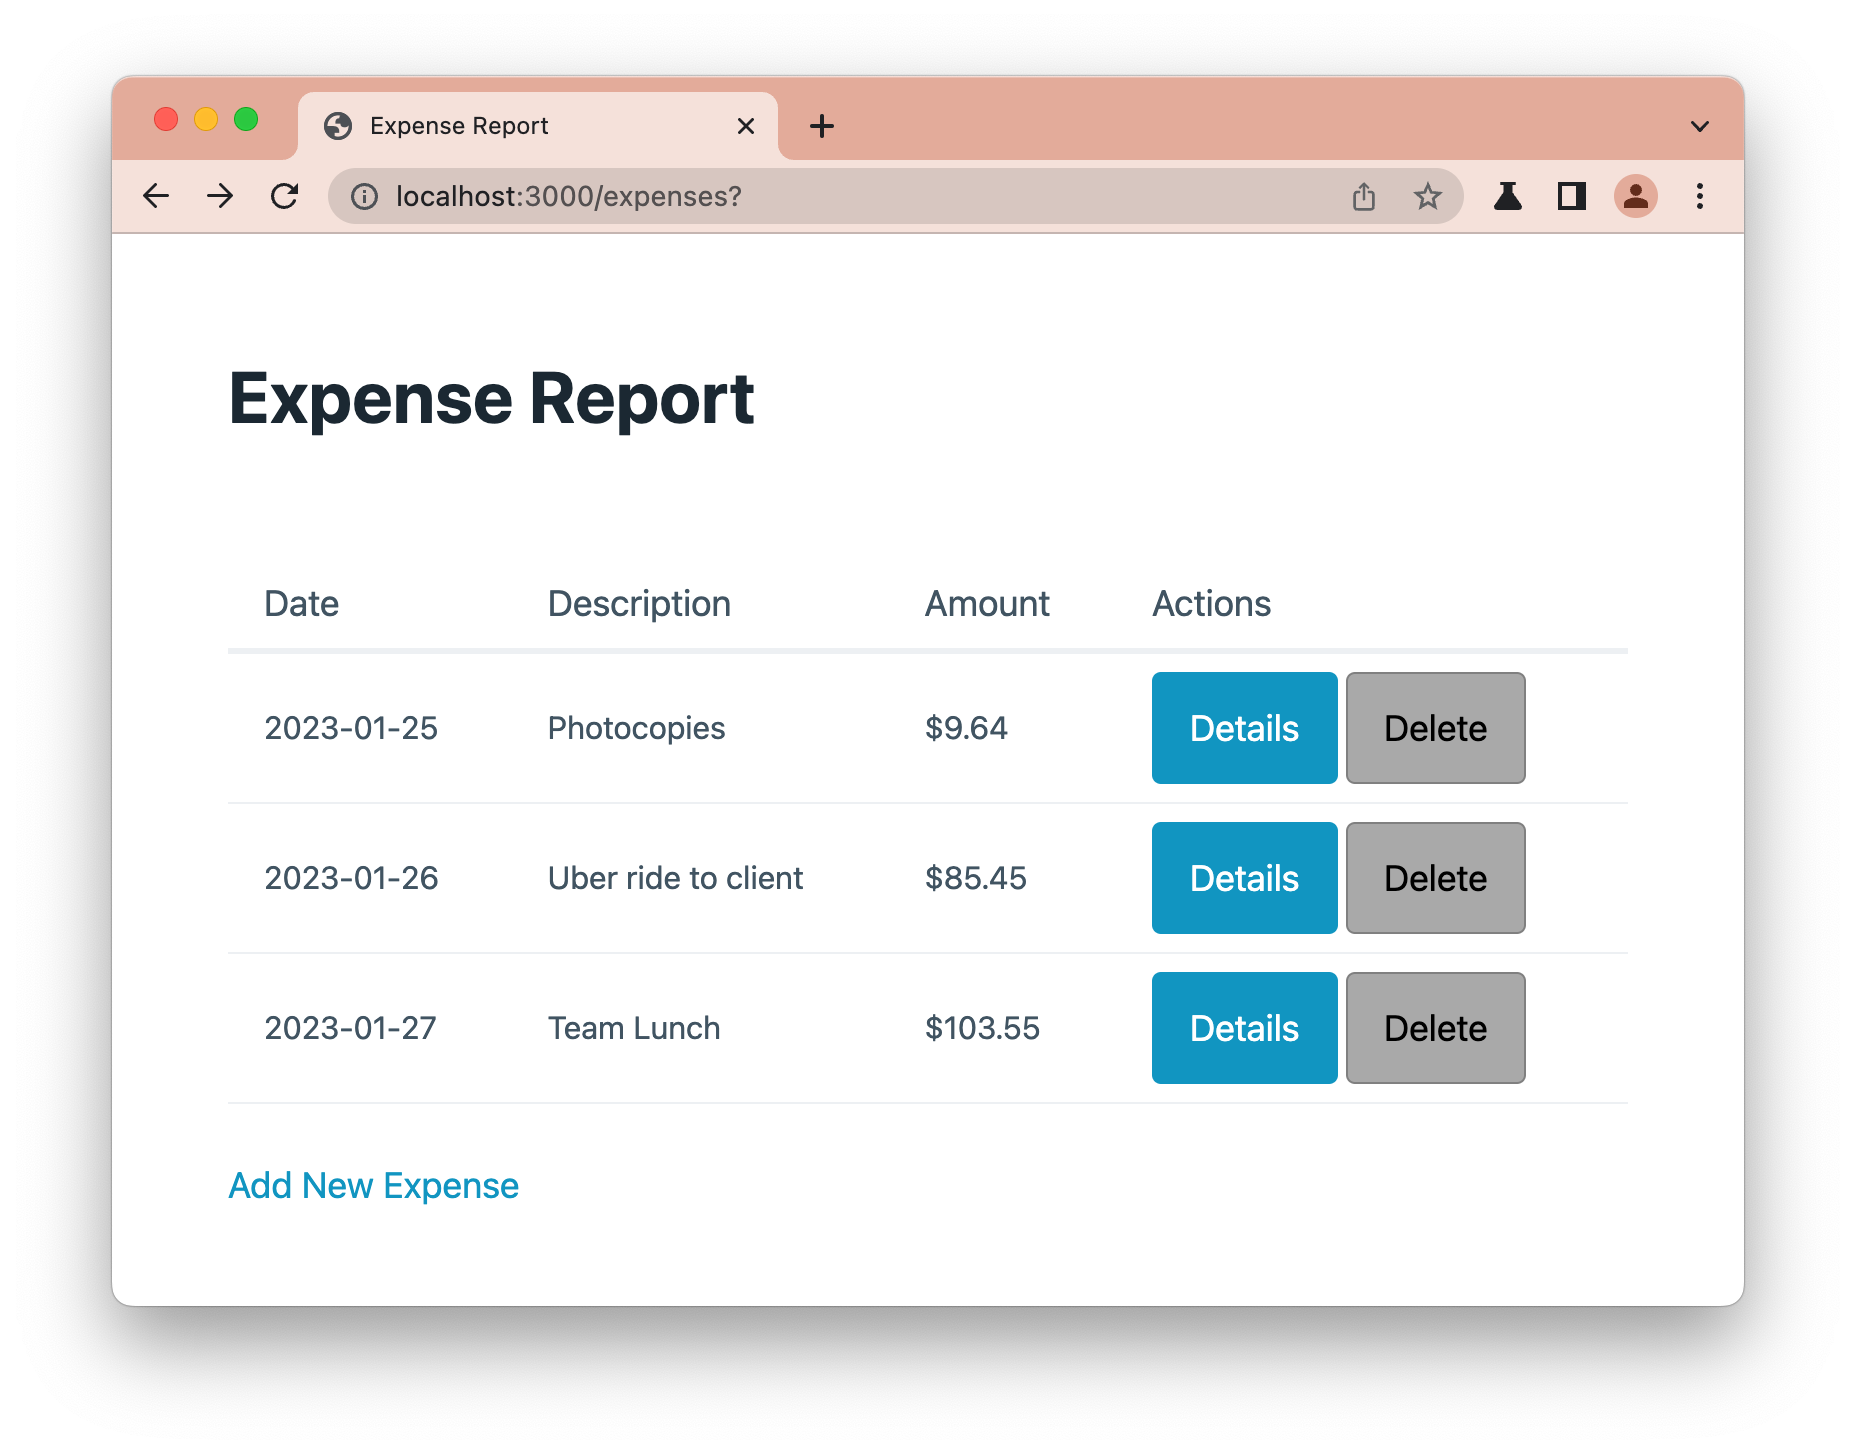 Expense Report
localhost:3000/expenses?
Expense Report
Date Description Amount Actions
2023-01-25 Photocopies $9.64 Details Delete
2023-01-26 Uber ride to client $85.45 Details Delete
2023-01-27 Team Lunch $103.55 Details Delete
Add New Expense